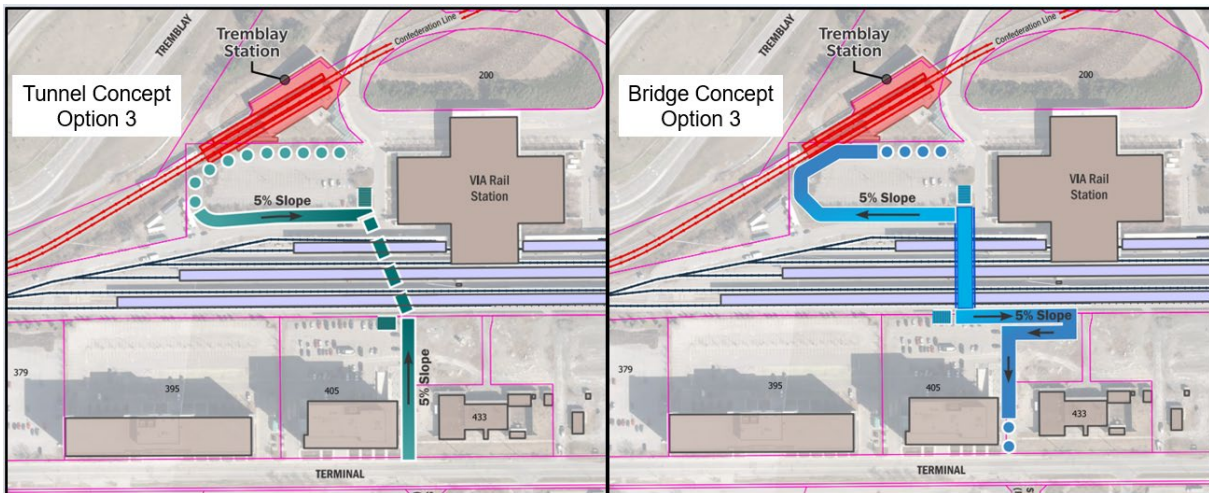 TREMBLAY
Tremblay
Station
Confederation Line
Tunnel Concept
Option 3
200
VIA Rail
Station
5% Slope
5% Slope
379
395
405
433
TERMINAL
TREMBLAY
Tremblay
Station
Confederation Line
Bridge Concept
Option 3
200
VIA Rail
Station
5% Slope
5% Slope
379
395
405
433
TERMINAL